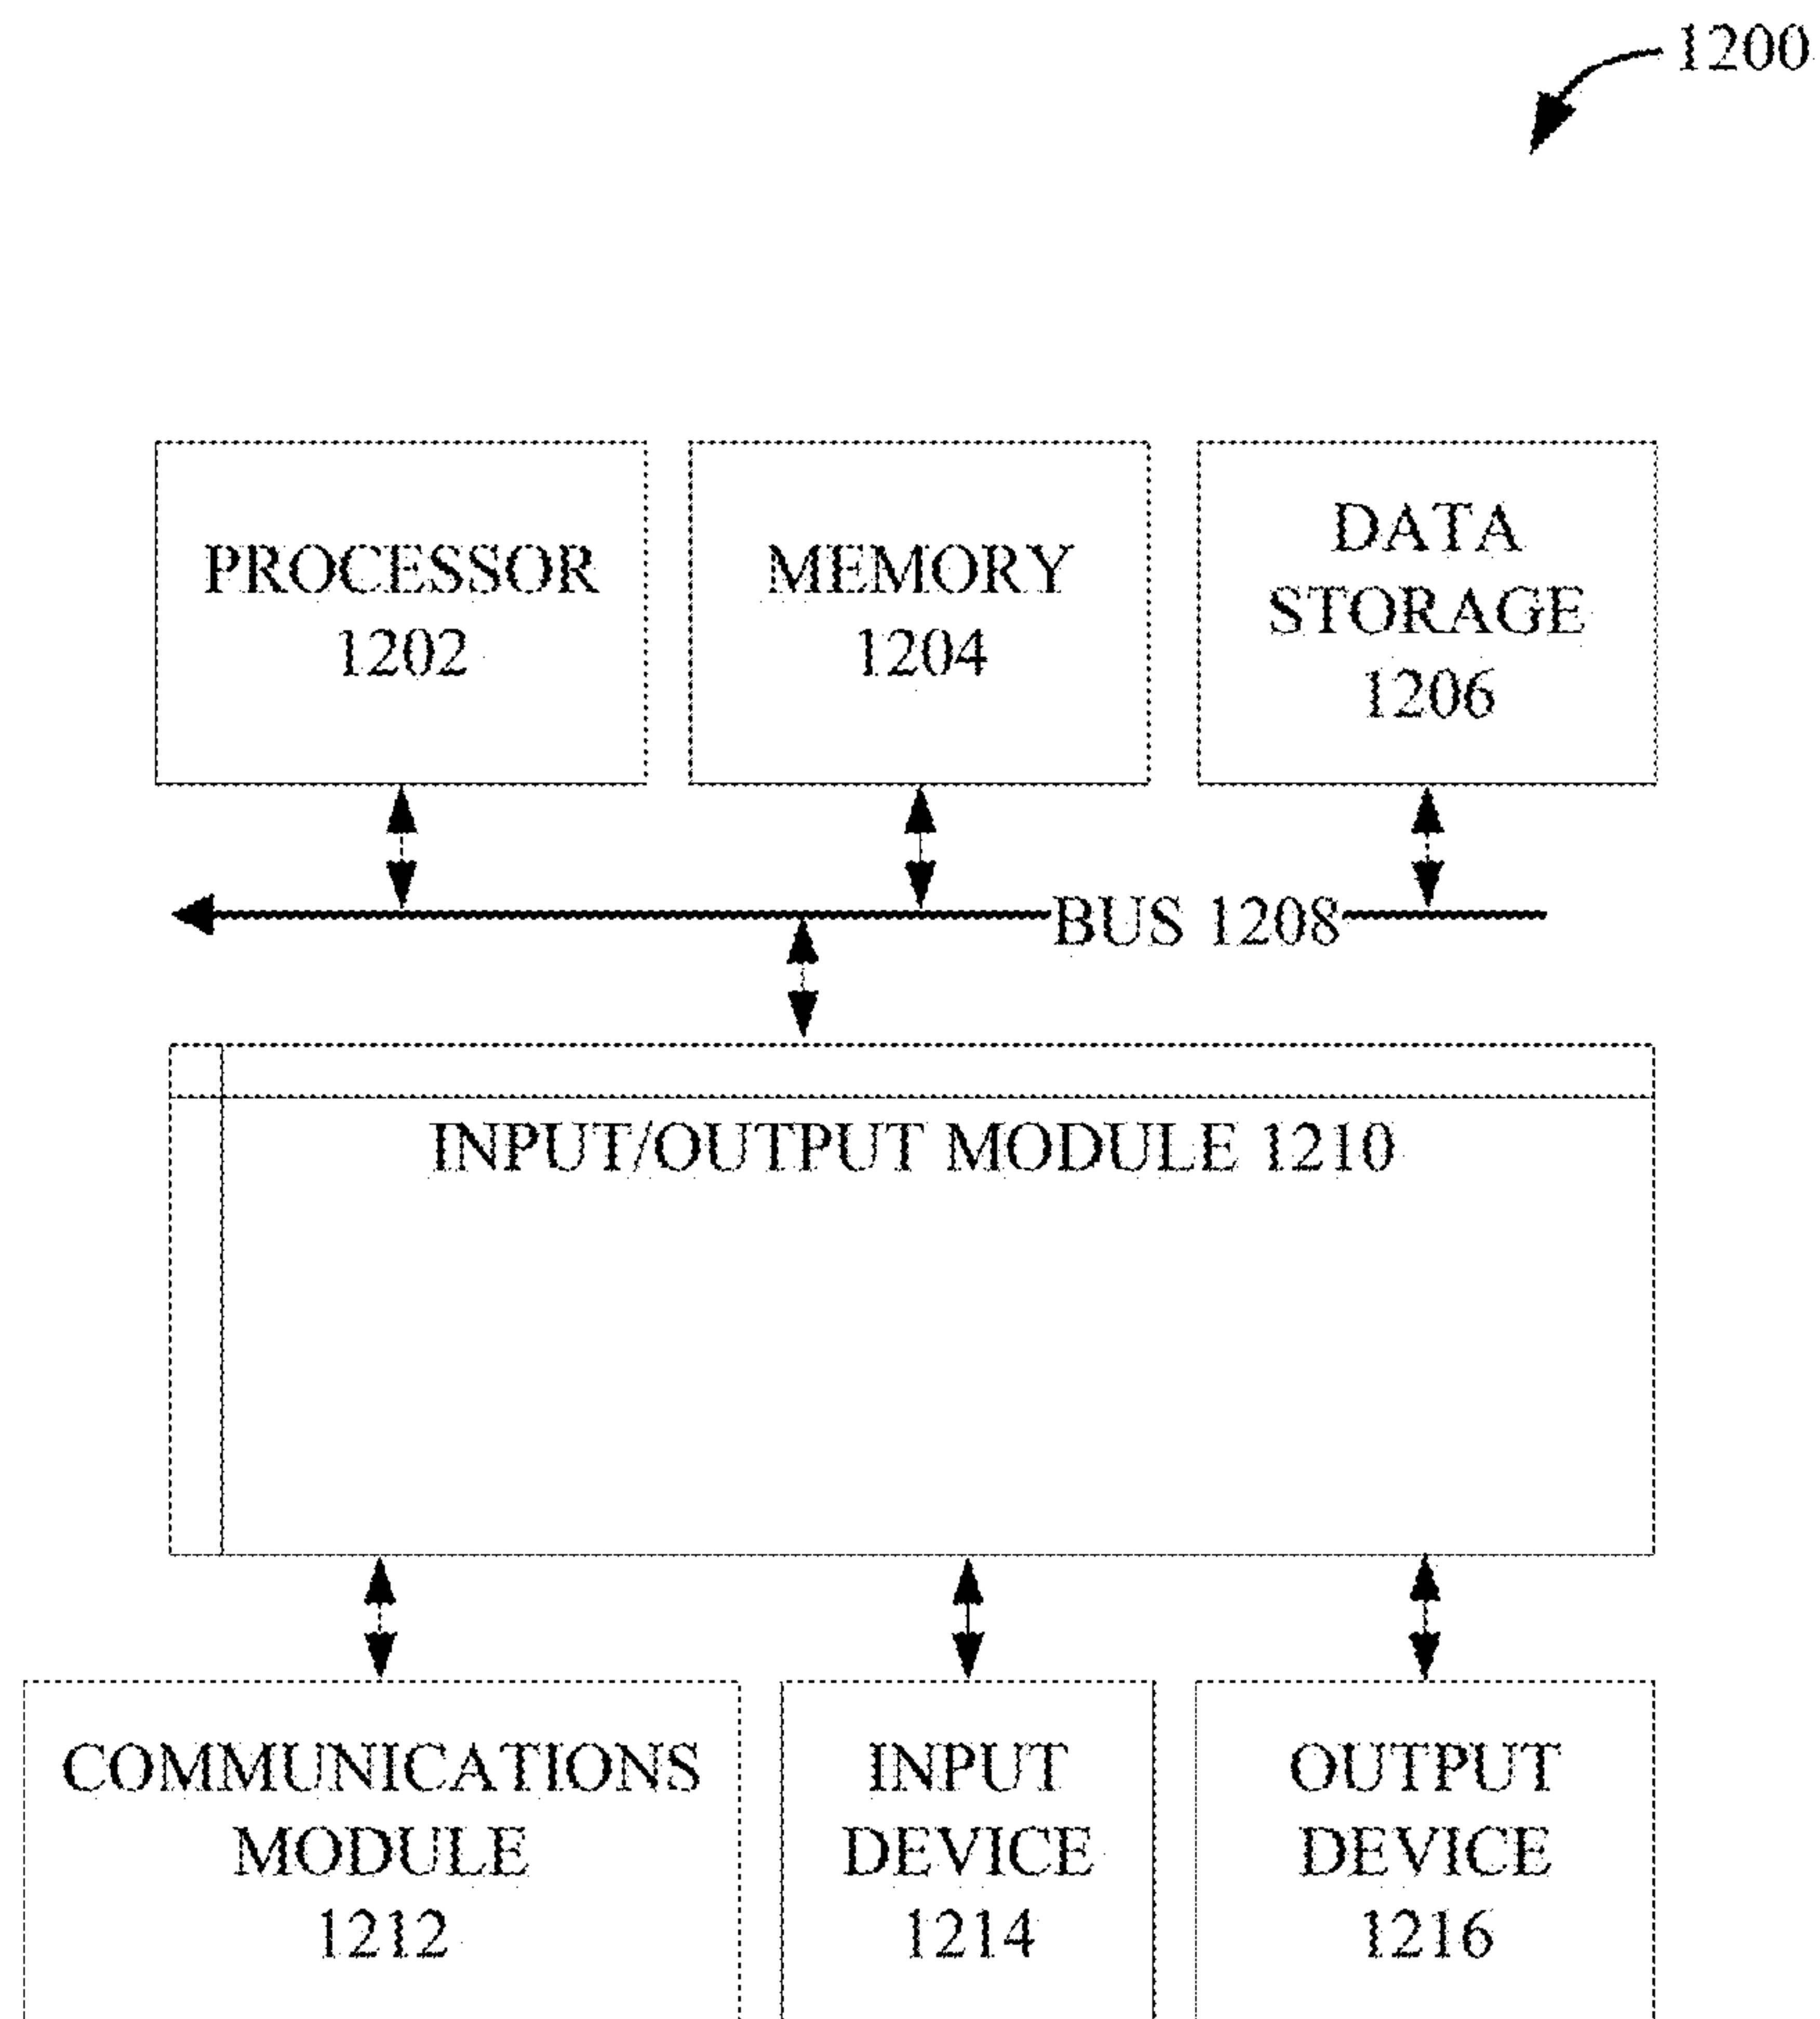 1200
PROCESSOR
1202
MEMORY
1204
DATA
STORAGE
1206
BUS 1208
INPUT/OUTPUT MODULE 1210
COMMUNICATIONS
MODULE
1212
INPUT
DEVICE
1214
OUTPUT
DEVICE
1216